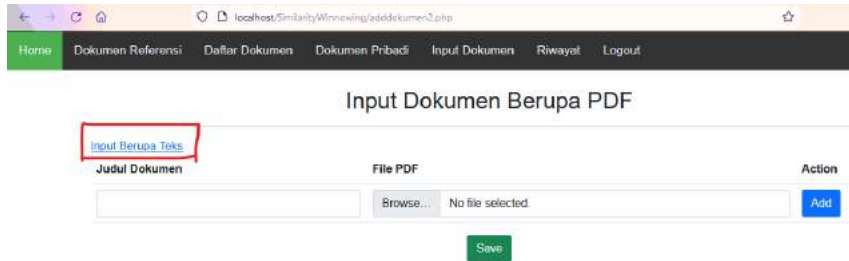 localhost/SimilarityWinnowing/adddokumen2.php
Home Dokumen Referensi Daftar Dokumen Dokumen Pribadi Input Dokumen Riwayat Logout
Input Dokumen Berupa PDF
Input Berupa Teks
Judul Dokumen File PDF Action
Browse... No file selected. Add
Save